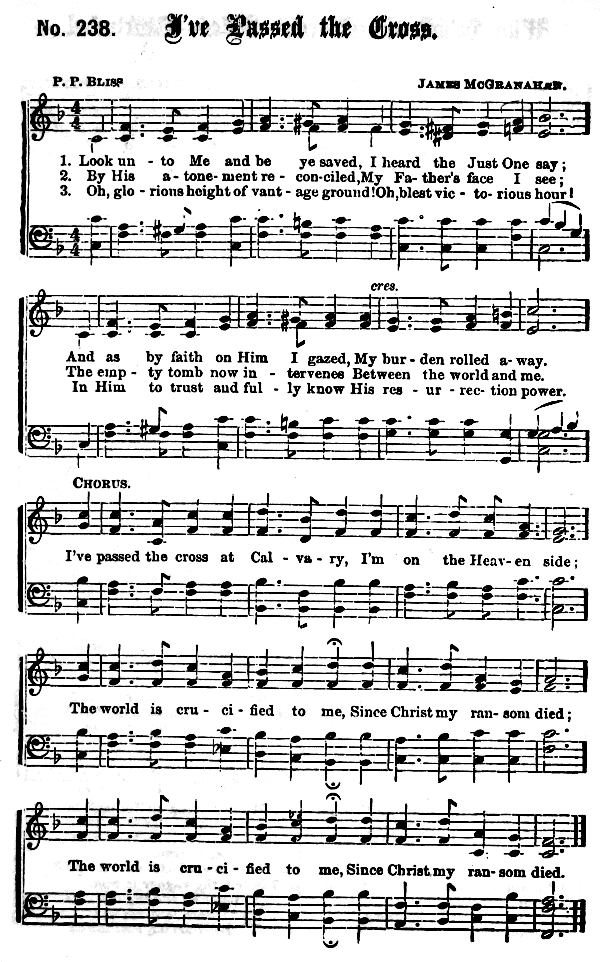 No. 238. I've Passed the Cross.
P. P. Bliss James McGranahan.
1. Look un - to Me and be ye saved, I heard the Just One say;
2. By His a - tone - ment re - con-ciled, My Fa - ther's face I see;
3. Oh, glo - rious height of van - tage ground! Oh, blest vic - to - rious hour!
cres.
And as by faith on Him I gazed, My bur - den rolled a - way.
The emp - ty tomb now in - tervenes Between the world and me.
In Him to trust and ful - ly know His res - ur - rec - tion power.
Chorus.
I've passed the cross at Cal - va - ry, I'm on the Heav - en side;
The world is cru - ci - fied to me, Since Christ my ran - som died;
The world is cru - ci - fied to me, Since Christ my ran - som died.